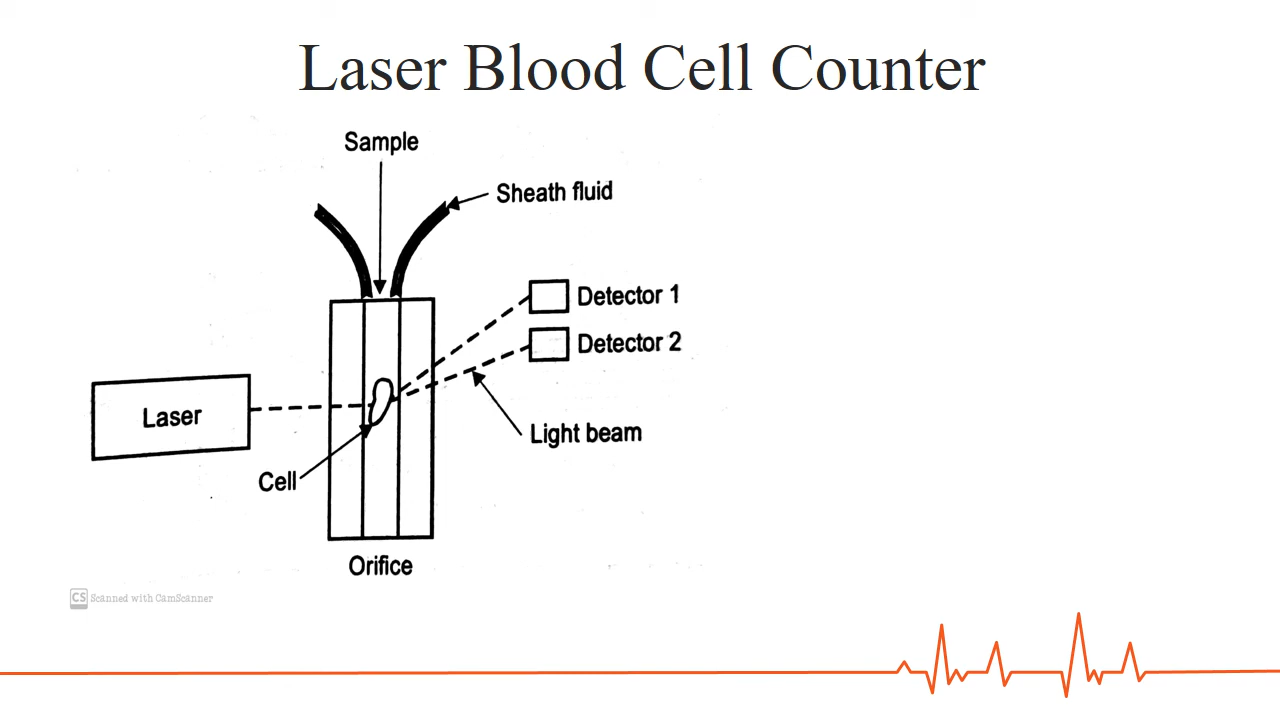 Laser Blood Cell Counter
Sample
Sheath fluid
Detector 1
Detector 2
Laser
Light beam
Cell
Orifice
CS Scanned with CamScanner